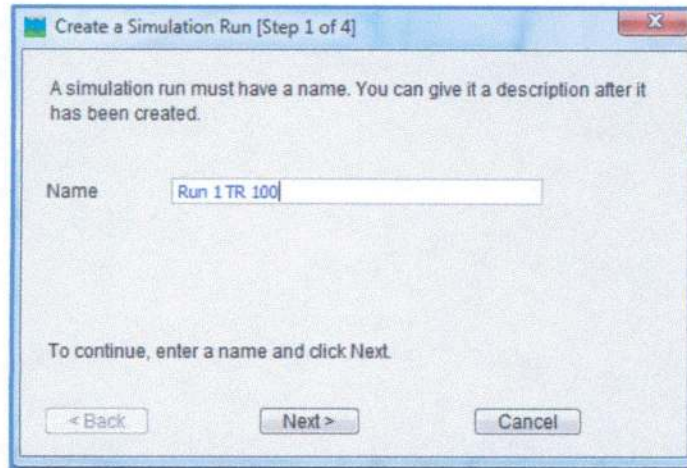 Create a Simulation Run [Step 1 of 4]
A simulation run must have a name. You can give it a description after it
has been created.
Name
Run 1 TR 100
To continue, enter a name and click Next.
< Back
Next >
Cancel